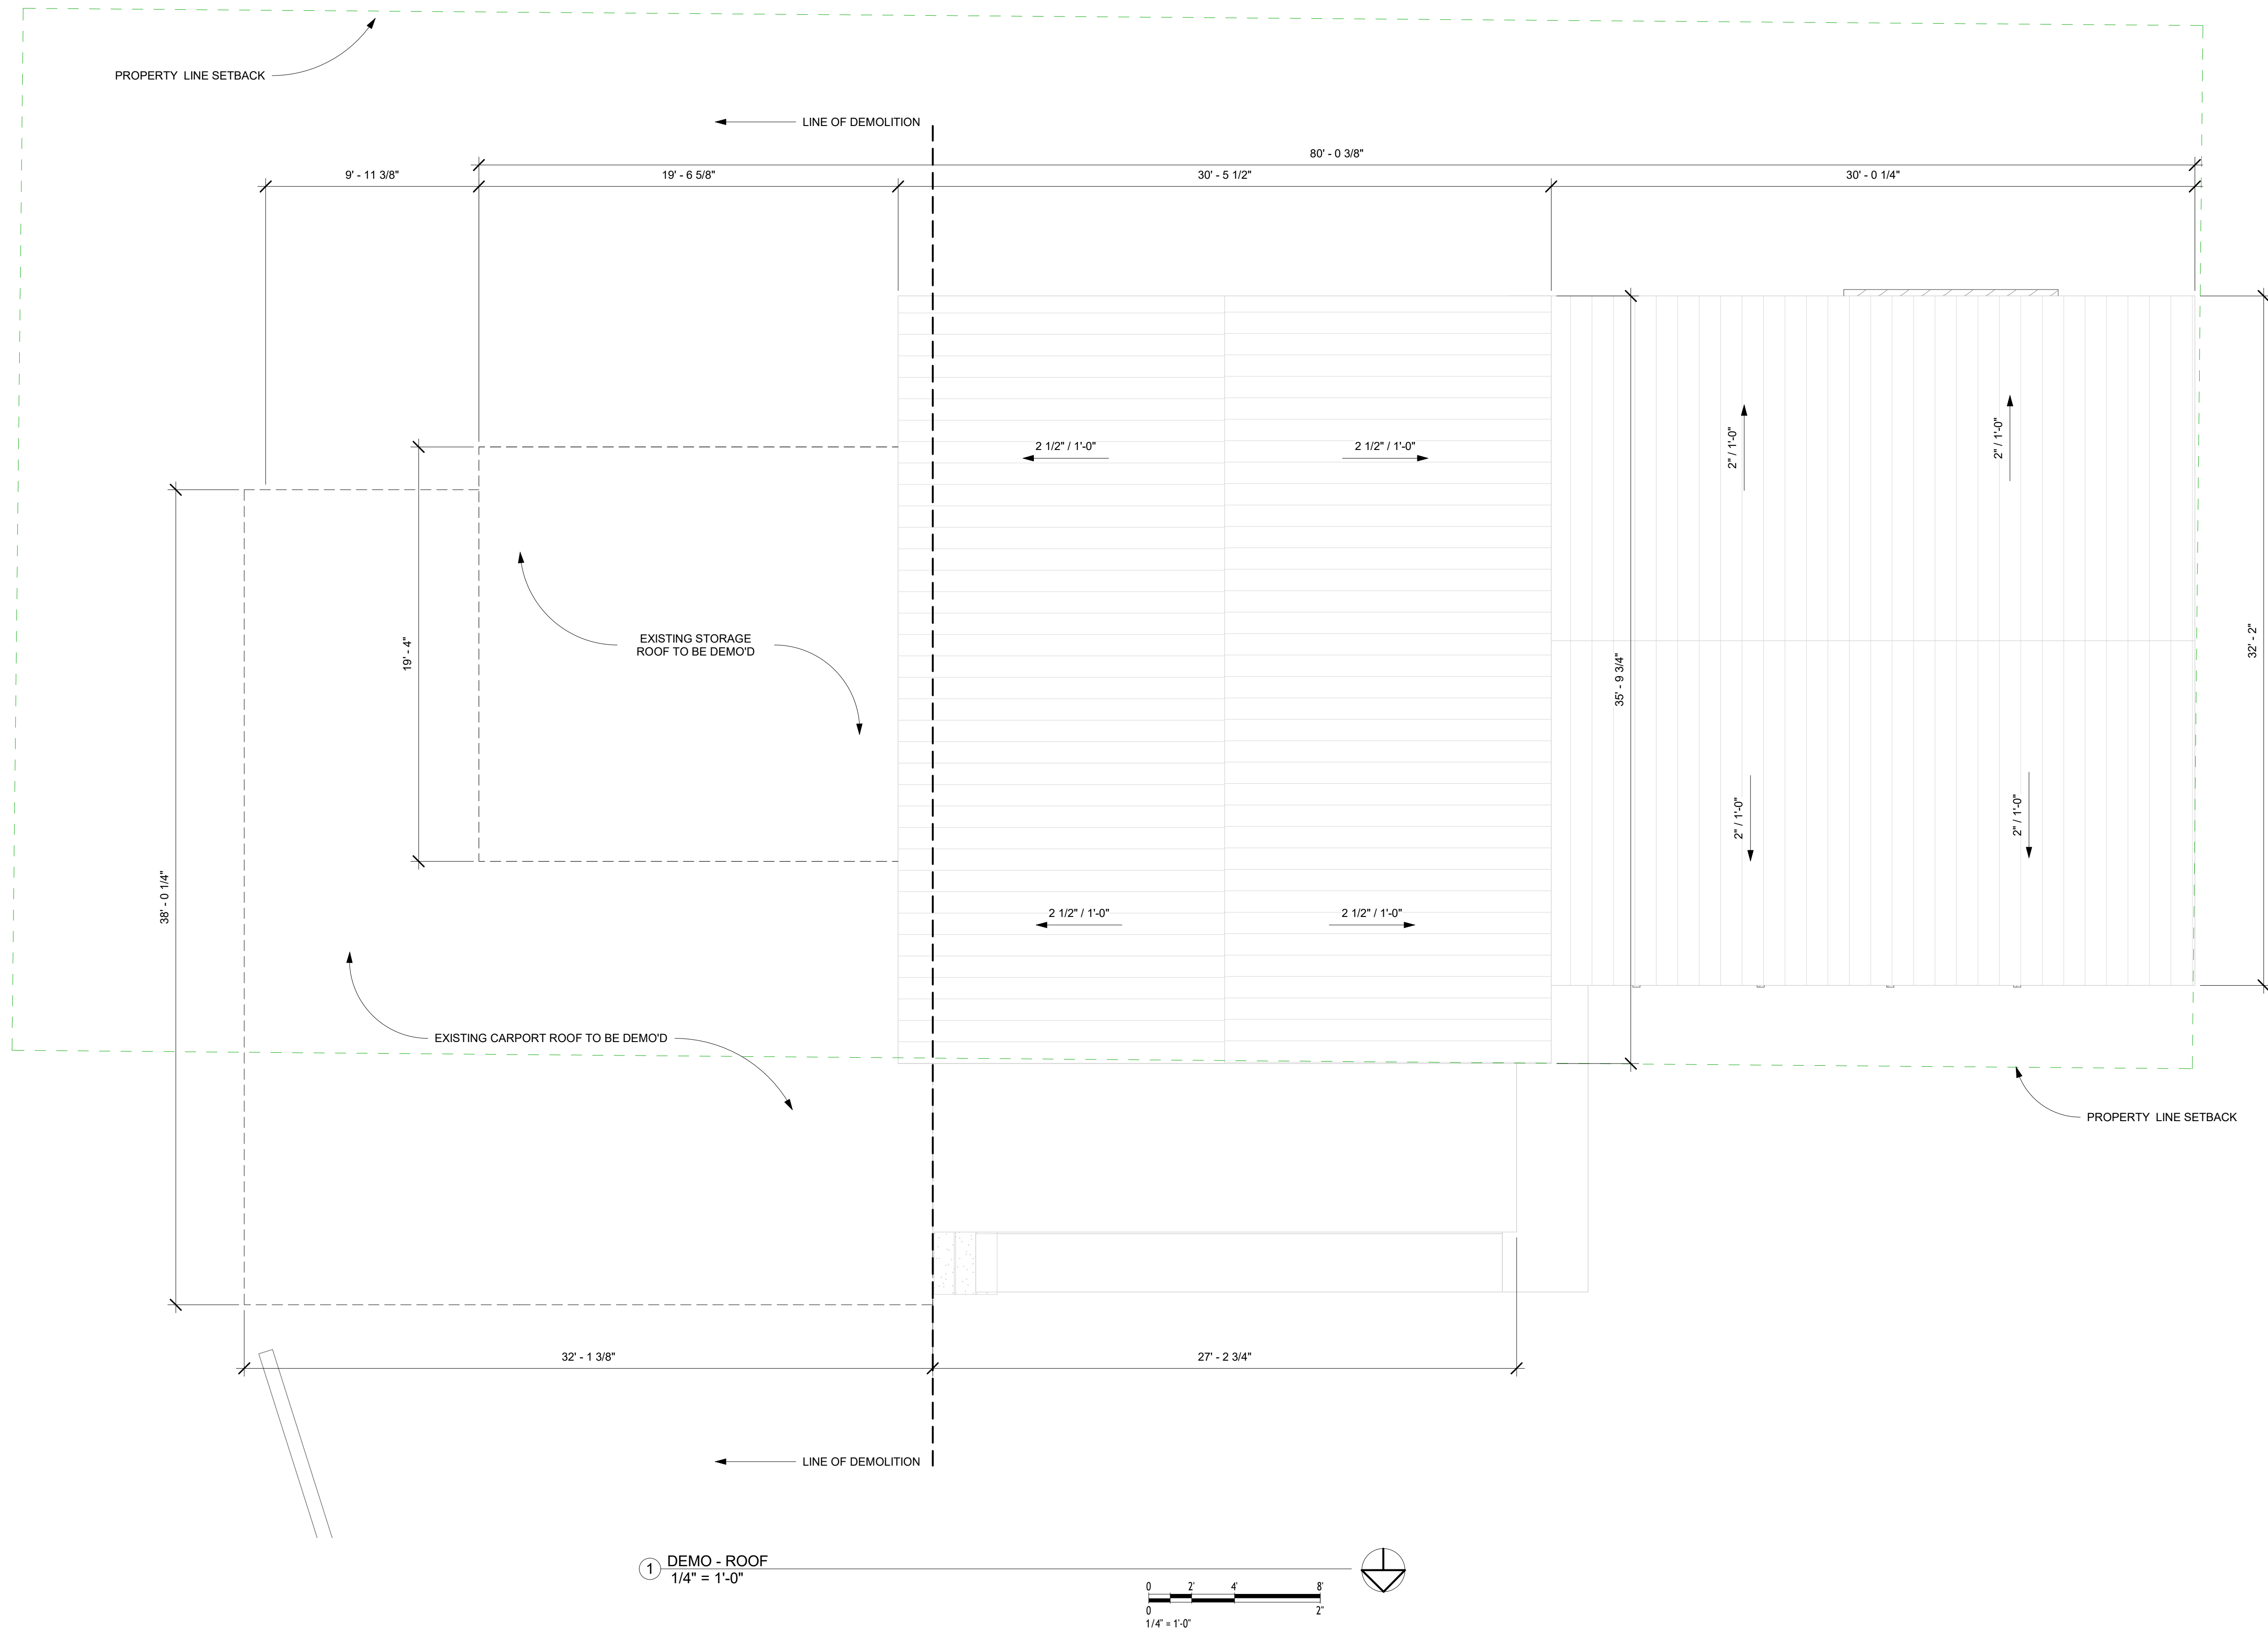 PROPERTY  LINE SETBACK
LINE OF DEMOLITION
80' - 0 3/8"
9' - 11 3/8"
19' - 6 5/8"
30' - 5 1/2"
30' - 0 1/4"
2 1/2" / 1'-0"
2 1/2" / 1'-0"
2" / 1'-0"
2" / 1'-0"
19' - 4"
EXISTING STORAGE
ROOF TO BE DEMO'D
35' - 9 3/4"
32' - 2"
2" / 1'-0"
2" / 1'-0"
38' - 0 1/4"
2 1/2" / 1'-0"
2 1/2" / 1'-0"
EXISTING CARPORT ROOF TO BE DEMO'D
PROPERTY  LINE SETBACK
32' - 1 3/8"
27' - 2 3/4"
LINE OF DEMOLITION
1
DEMO - ROOF
1/4" = 1'-0"
0 2' 4' 8'
0 2"
1/4" = 1'-0"